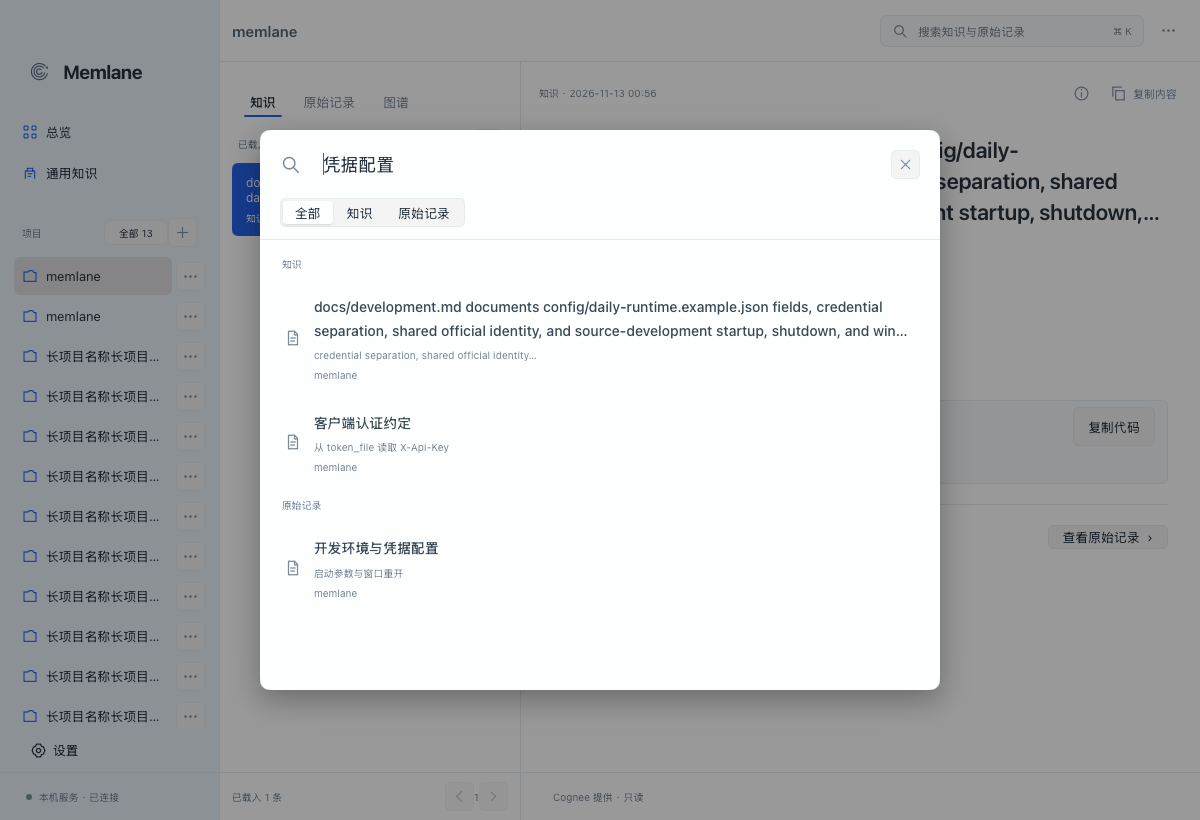 Memlane
总览
通用知识
项目
全部 13
memlane
memlane
长项目名称长项目...
长项目名称长项目...
长项目名称长项目...
长项目名称长项目...
长项目名称长项目...
长项目名称长项目...
长项目名称长项目...
长项目名称长项目...
长项目名称长项目...
长项目名称长项目...
设置
本机服务 · 已连接
memlane
搜索知识与原始记录
⌘ K
知识
原始记录
图谱
已载
do
da
知
已载入 1 条
1
知识 · 2026-11-13 00:56
复制内容
ig/daily-
separation, shared
nt startup, shutdown,...
复制代码
查看原始记录 ›
Cognee 提供 · 只读
凭据配置
全部
知识
原始记录
知识
docs/development.md documents config/daily-runtime.example.json fields, credential
separation, shared official identity, and source-development startup, shutdown, and win...
credential separation, shared official identity...
memlane
客户端认证约定
从 token_file 读取 X-Api-Key
memlane
原始记录
开发环境与凭据配置
启动参数与窗口重开
memlane